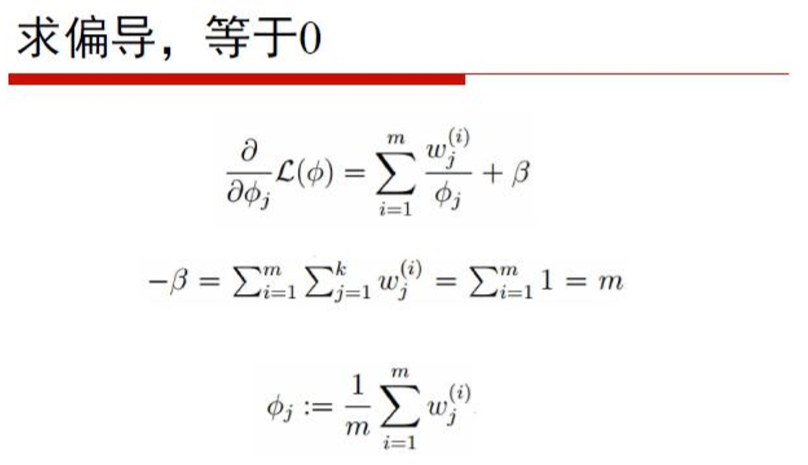 求偏导，等于0
$\frac{\partial}{\partial \phi_j} \mathcal{L}(\phi) = \sum_{i=1}^{m} \frac{w_j^{(i)}}{\phi_j} + \beta$
$-\beta = \sum_{i=1}^{m} \sum_{j=1}^{k} w_j^{(i)} = \sum_{i=1}^{m} 1 = m$
$\phi_j := \frac{1}{m} \sum_{i=1}^{m} w_j^{(i)}$